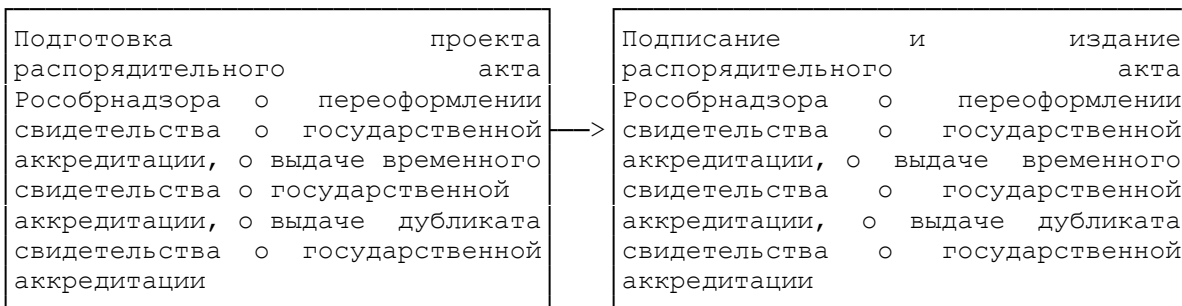 Подготовка проекта
распорядительного акта
Рособрнадзора о переоформлении
свидетельства о государственной
аккредитации, о выдаче временного
свидетельства о государственной
аккредитации, о выдаче дубликата
свидетельства о государственной
аккредитации
Подписание и издание
распорядительного акта
Рособрнадзора о переоформлении
свидетельства о государственной
аккредитации, о выдаче временного
свидетельства о государственной
аккредитации, о выдаче дубликата
свидетельства о государственной
аккредитации